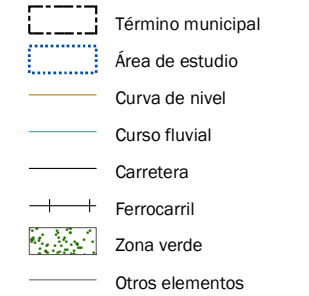 Término municipal
Área de estudio
Curva de nivel
Curso fluvial
Carretera
Ferrocarril
Zona verde
Otros elementos